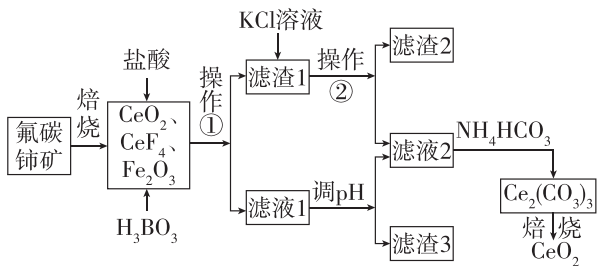 KCl溶液
盐酸
操作
①
滤渣1
操作
②
滤渣2
氟碳
铈矿
焙烧
CeO₂、
CeF₄、
Fe₂O₃
H₃BO₃
滤液1
调pH
滤液2
滤渣3
NH₄HCO₃
Ce₂(CO₃)₃
焙烧
CeO₂